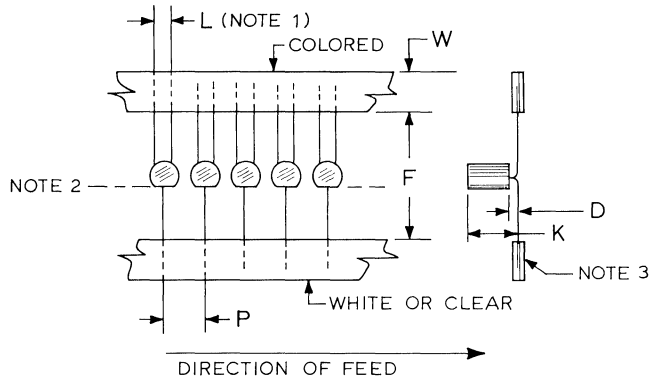 L (NOTE 1)
COLORED
W
NOTE 2
F
D
K
NOTE 3
WHITE OR CLEAR
P
DIRECTION OF FEED